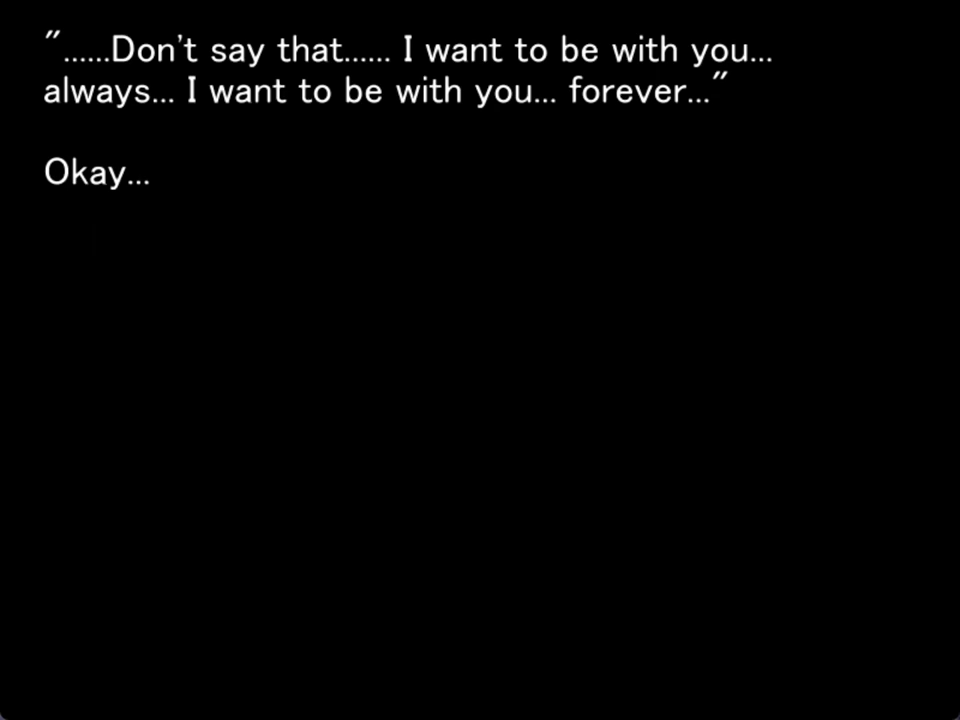 "......Don't say that...... I want to be with you...
always... I want to be with you... forever..."
Okay...